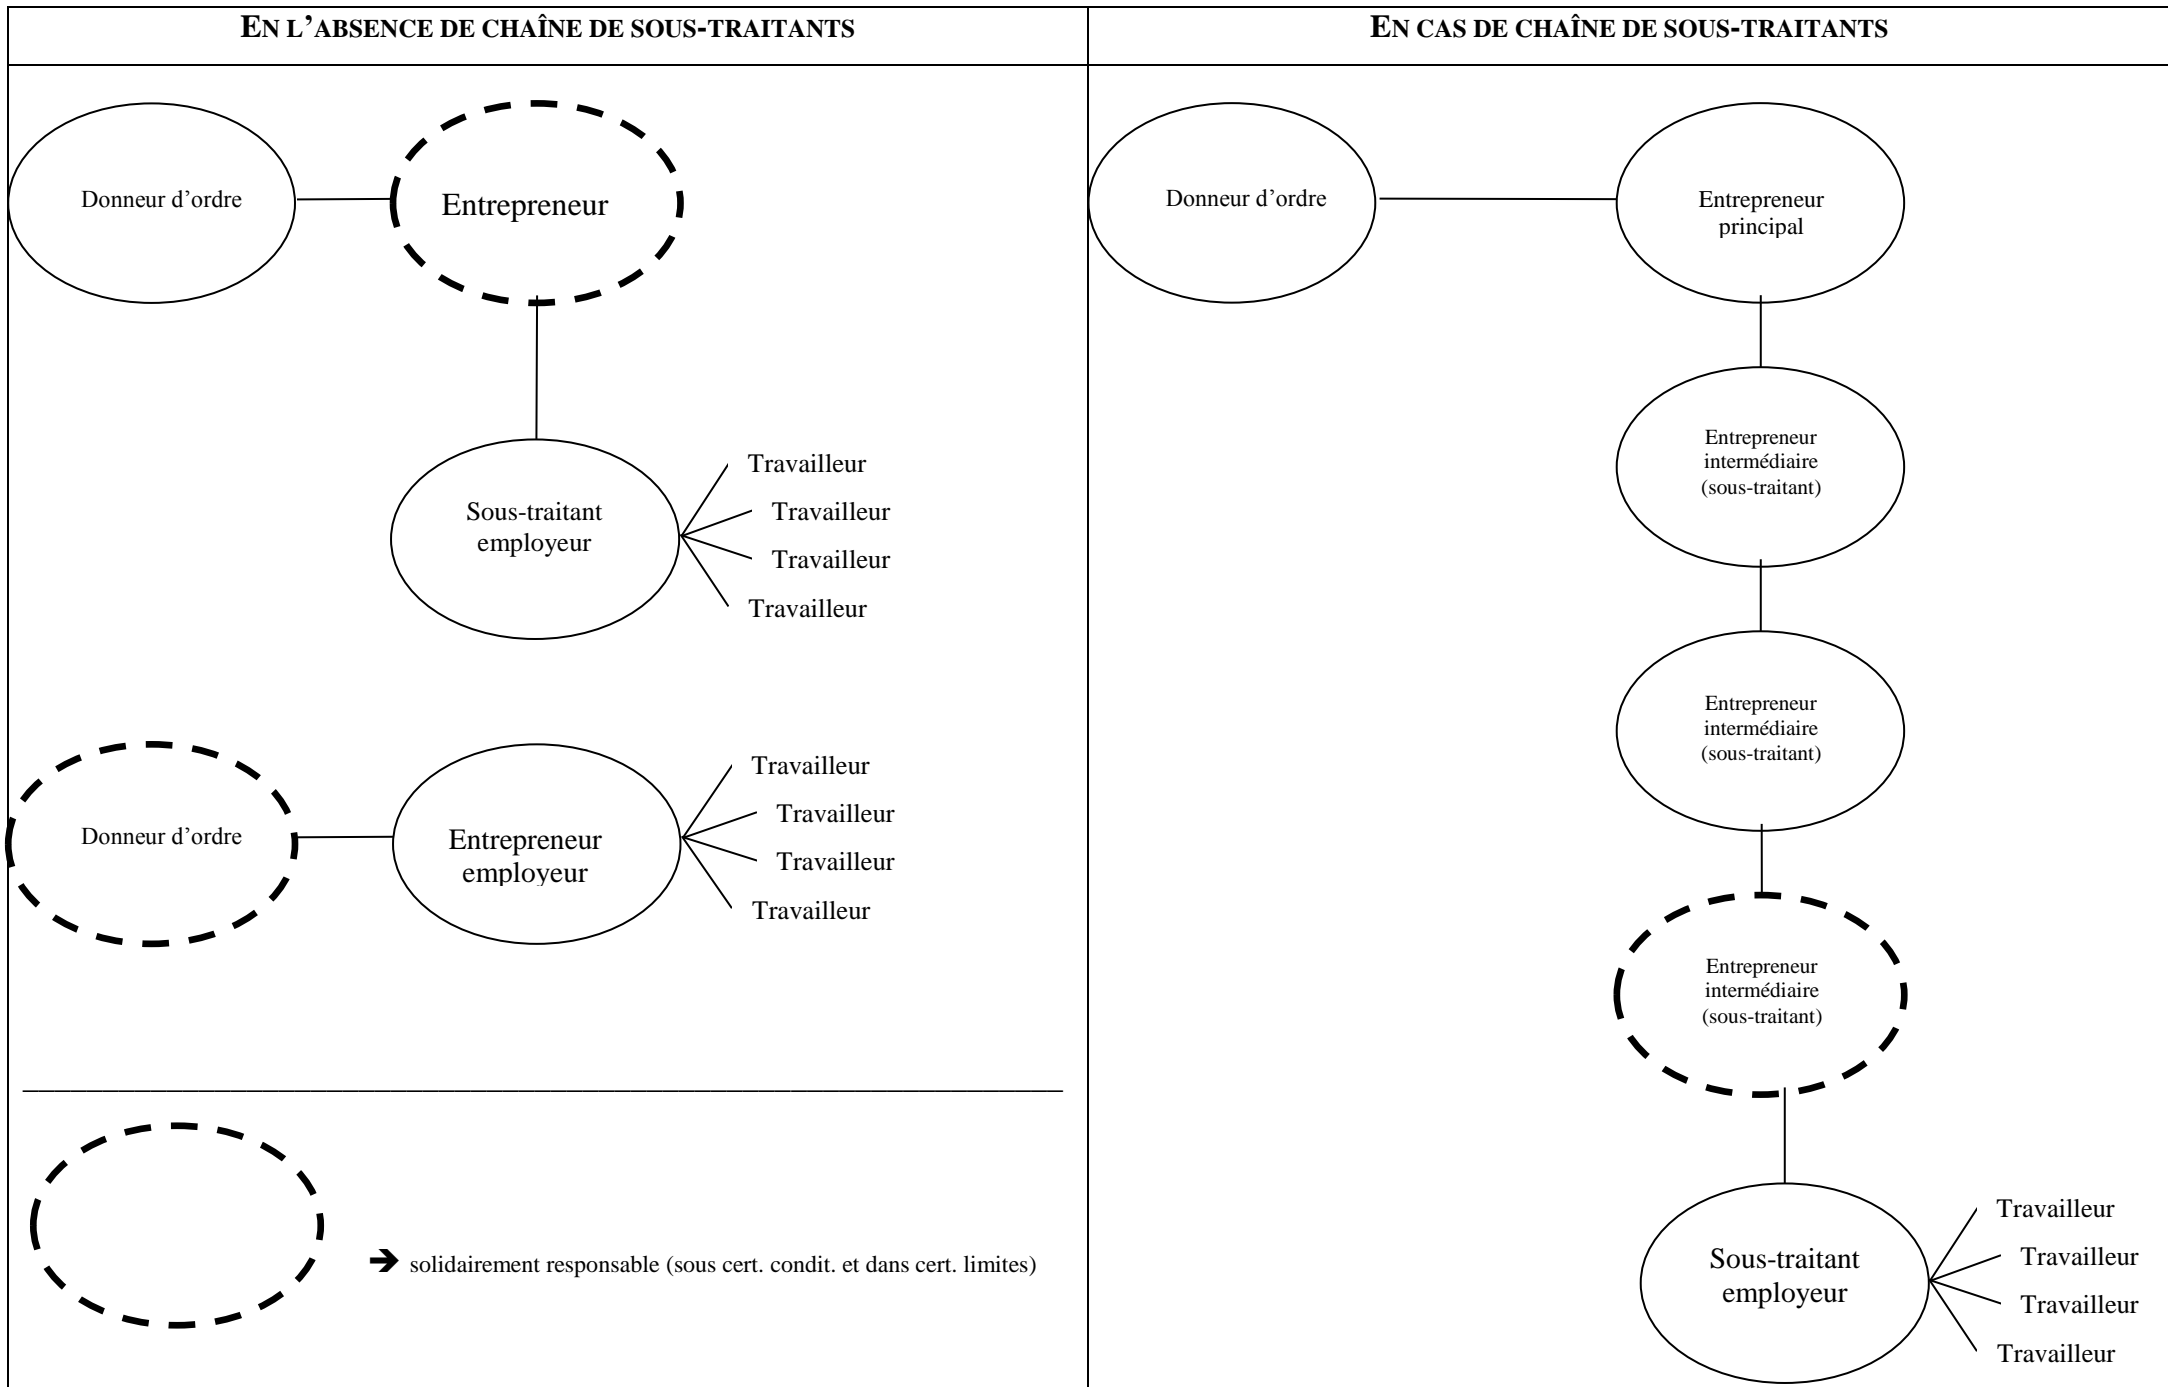 EN L’ABSENCE DE CHAÎNE DE SOUS-TRAITANTS
Donneur d’ordre
Entrepreneur
Sous-traitant
employeur
Travailleur
Travailleur
Travailleur
Travailleur
Donneur d’ordre
Entrepreneur
employeur
Travailleur
Travailleur
Travailleur
Travailleur
➔ solidairement responsable (sous cert. condit. et dans cert. limites)
EN CAS DE CHAÎNE DE SOUS-TRAITANTS
Donneur d’ordre
Entrepreneur
principal
Entrepreneur
intermédiaire
(sous-traitant)
Entrepreneur
intermédiaire
(sous-traitant)
Entrepreneur
intermédiaire
(sous-traitant)
Sous-traitant
employeur
Travailleur
Travailleur
Travailleur
Travailleur